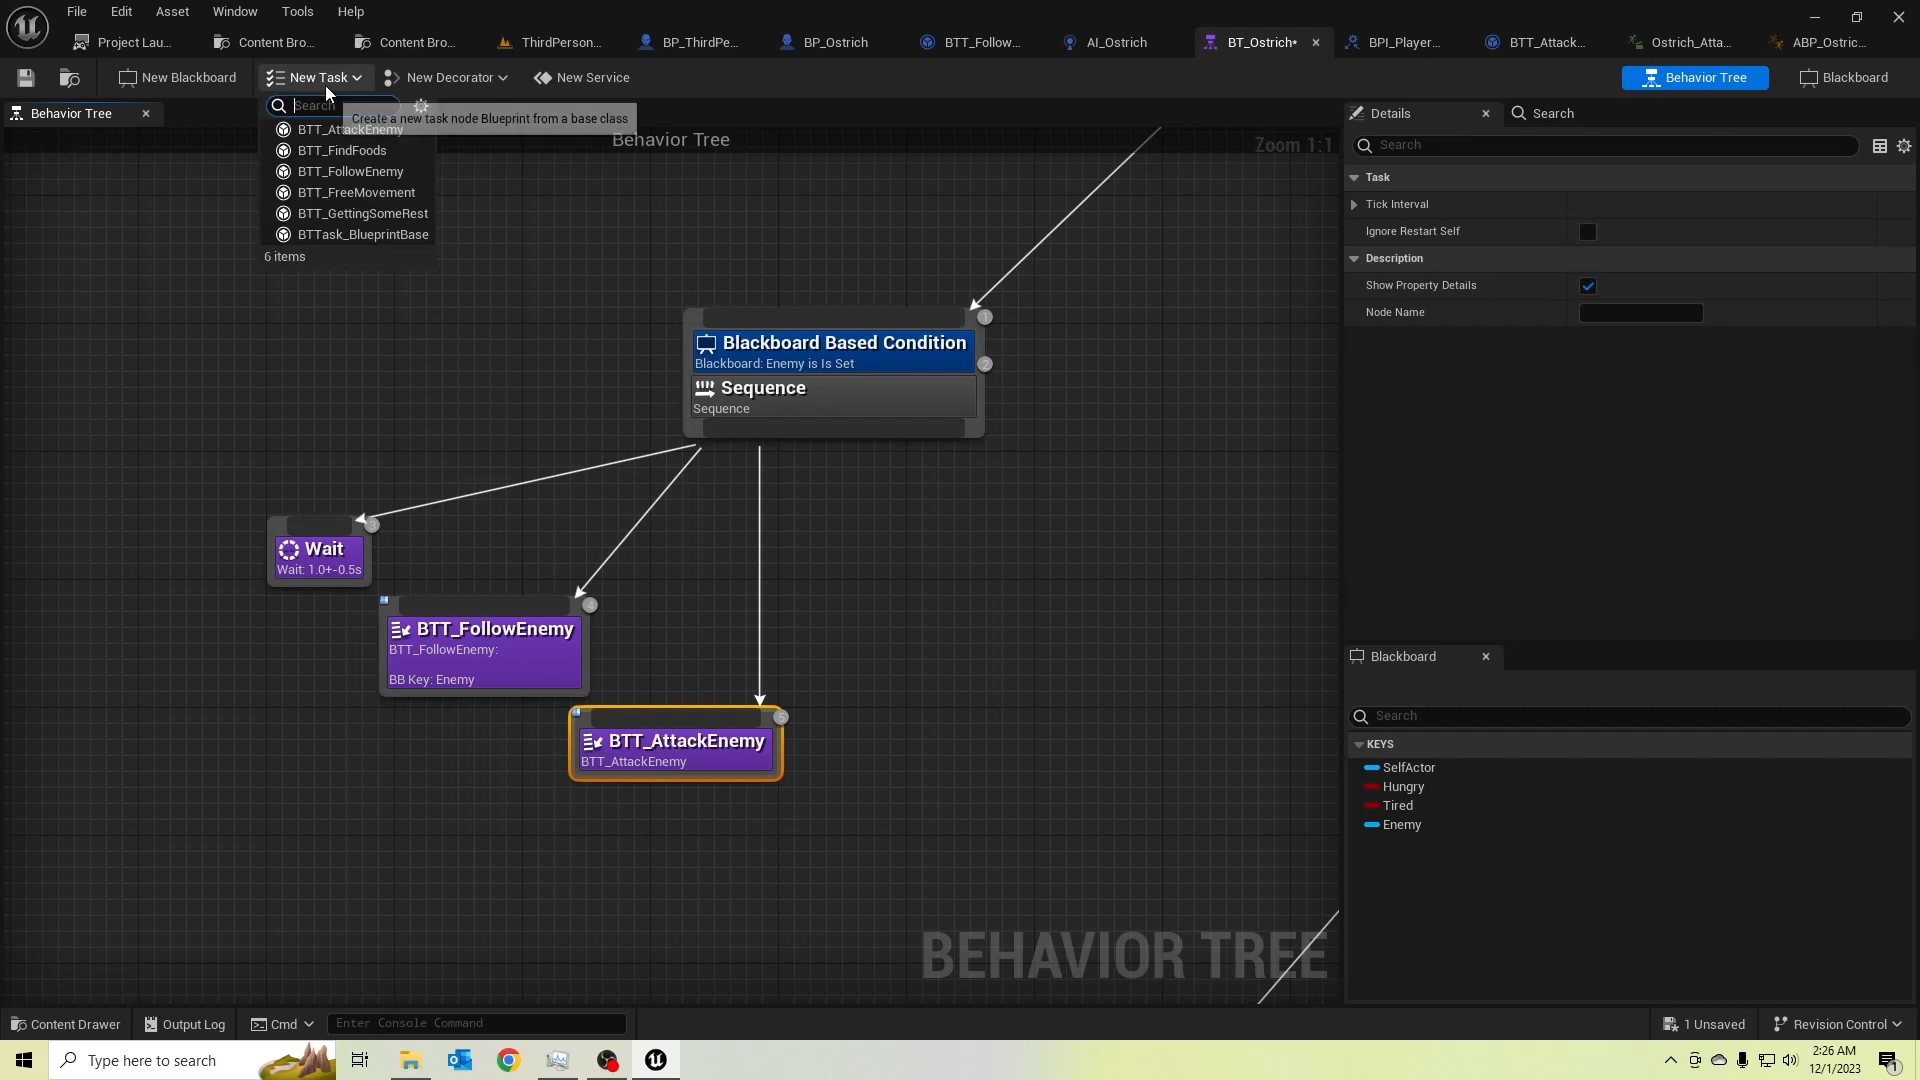 File Edit Asset Window Tools Help
Project Lau... Content Bro... Content Bro... ThirdPerson... BP_ThirdPe... BP_Ostrich BTT_Follow... AI_Ostrich BT_Ostrich* BPI_Player... BTT_Attack... Ostrich_Atta... ABP_Ostric...
New Blackboard New Task New Decorator New Service Behavior Tree Blackboard
Behavior Tree
Search
Create a new task node Blueprint from a base class
BTT_AttackEnemy
BTT_FindFoods
BTT_FollowEnemy
BTT_FreeMovement
BTT_GettingSomeRest
BTTask_BlueprintBase
6 items
Behavior Tree
Zoom 1:1
1
Blackboard Based Condition
Blackboard: Enemy is Is Set
2
Sequence
Sequence
3
Wait
Wait: 1.0+-0.5s
4
BTT_FollowEnemy
BTT_FollowEnemy:
BB Key: Enemy
5
BTT_AttackEnemy
BTT_AttackEnemy
BEHAVIOR TREE
Details Search
Search
Task
Tick Interval
Ignore Restart Self
Description
Show Property Details
Node Name
Blackboard
Search
KEYS
SelfActor
Hungry
Tired
Enemy
Content Drawer Output Log Cmd Enter Console Command 1 Unsaved Revision Control
Type here to search
2:26 AM
12/1/2023
1